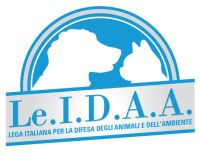 Le.I.D.A.A.
LEGA ITALIANA PER LA DIFESA DEGLI ANIMALI E DELL'AMBIENTE